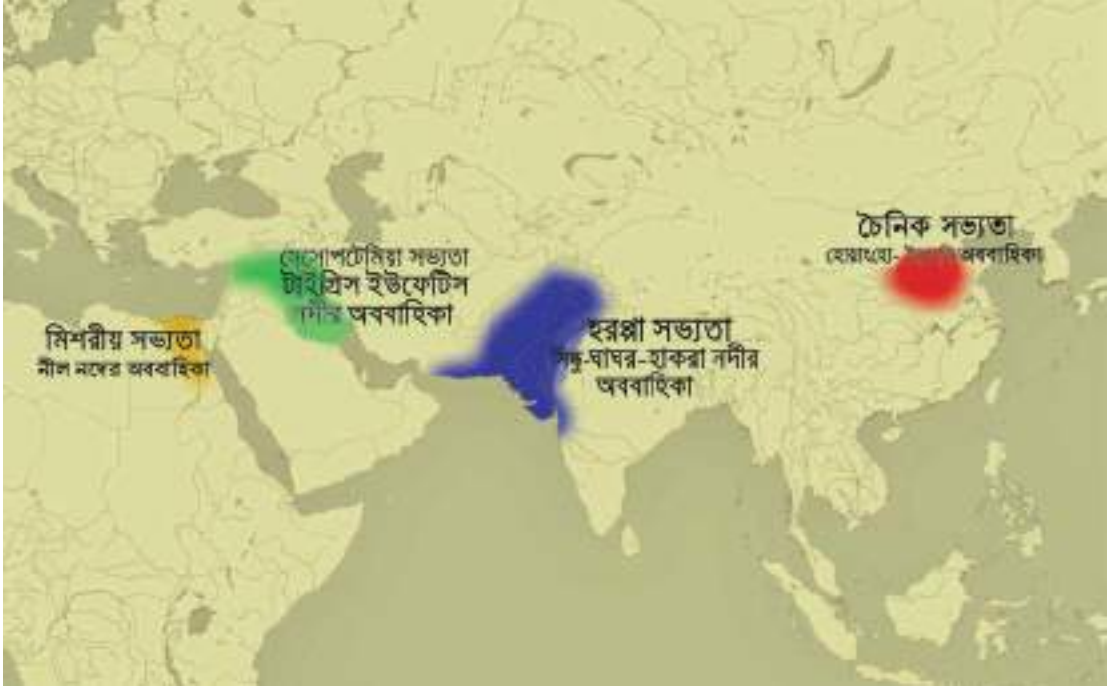 চৈনিক সভ্যতা
হোয়াংহো- অববাহিকা
মেসোপটেমিয়া সভ্যতা
টাইগ্রিস ইউফেটিস
নদীর অববাহিকা
মিশরীয় সভ্যতা
নীল নদের অববাহিকা
হরপ্পা সভ্যতা
সিন্ধু-ঘাঘর-হাকরা নদীর
অববাহিকা